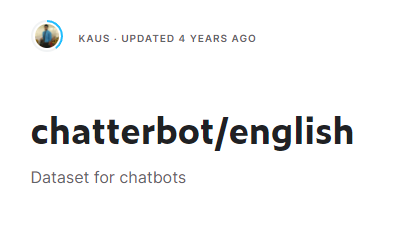 KAUS · UPDATED 4 YEARS AGO
chatterbot/english
Dataset for chatbots